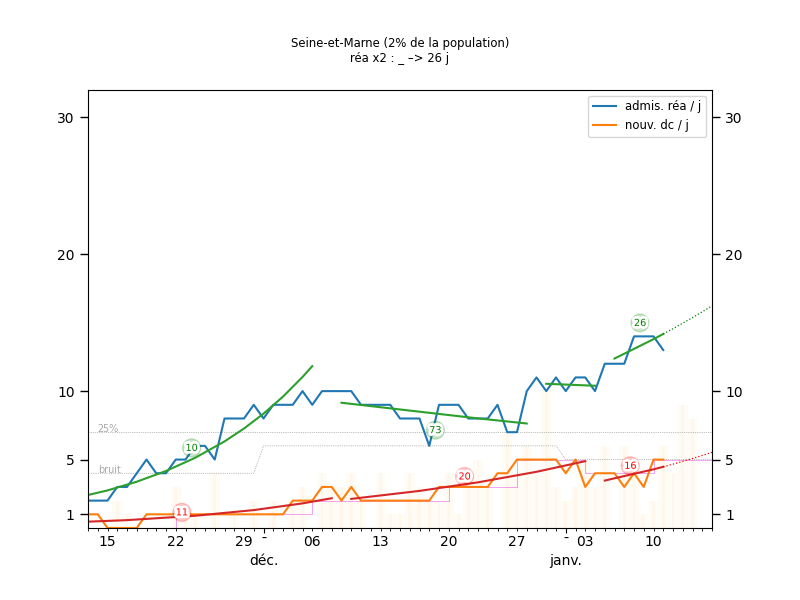 Seine-et-Marne (2% de la population)
réa x2 : _ –> 26 j
admis. réa / j
nouv. dc / j
30 30
20 20
10 10
5 5
1 1
25%
bruit
10
11
73
20
26
16
15 22 29 - 06 13 20 27 - 03 10
déc. janv.